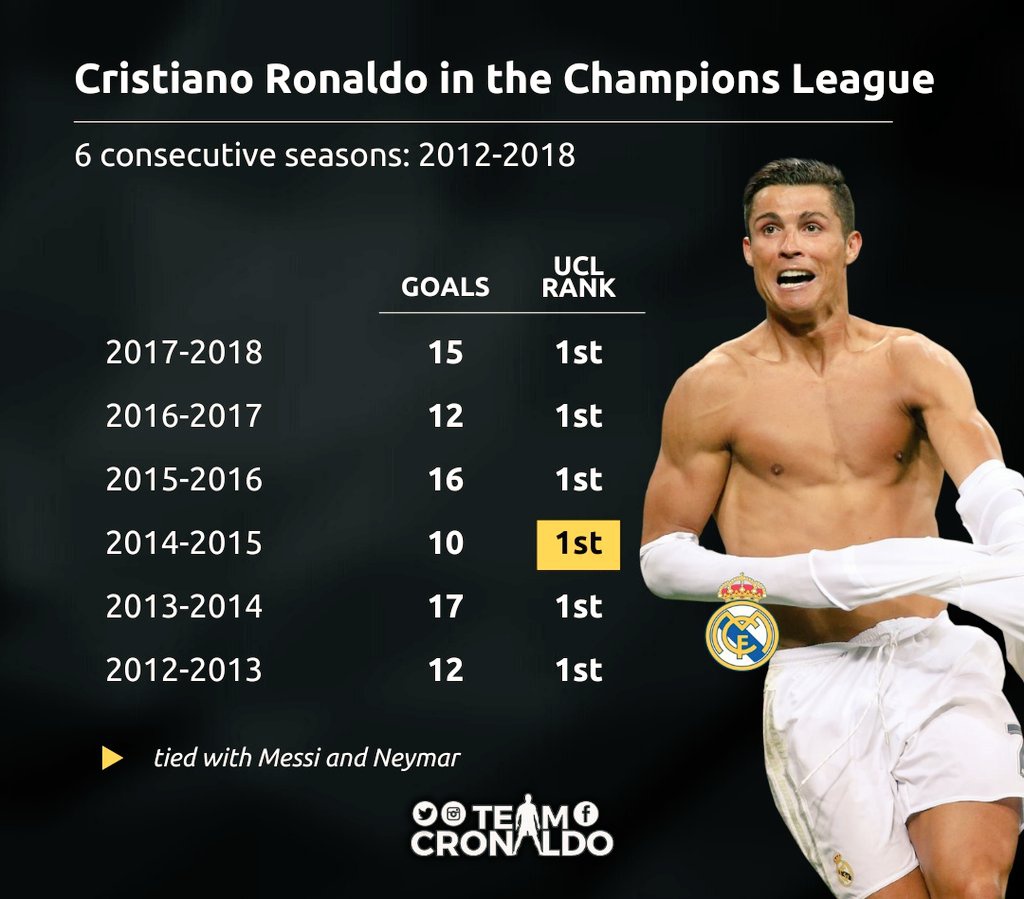 Cristiano Ronaldo in the Champions League
6 consecutive seasons: 2012-2018
GOALS UCL RANK
2017-2018 15 1st
2016-2017 12 1st
2015-2016 16 1st
2014-2015 10 1st
2013-2014 17 1st
2012-2013 12 1st
tied with Messi and Neymar
TEAM
CRONALDO